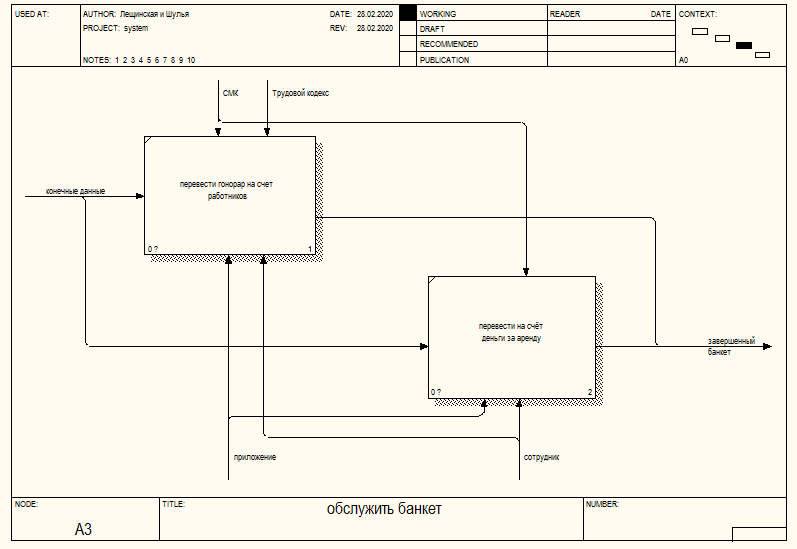 USED AT:
AUTHOR: Лещинская и Шулья
DATE: 28.02.2020
PROJECT: system
REV: 28.02.2020
NOTES: 1 2 3 4 5 6 7 8 9 10
WORKING
DRAFT
RECOMMENDED
PUBLICATION
READER
DATE
CONTEXT:
A0
СМК
Трудовой кодекс
перевести гонорар на счет
работников
0 ?
1
конечные данные
перевести на счёт
деньги за аренду
0 ?
2
завершенный
банкет
приложение
сотрудник
NODE:
A3
TITLE:
обслужить банкет
NUMBER: